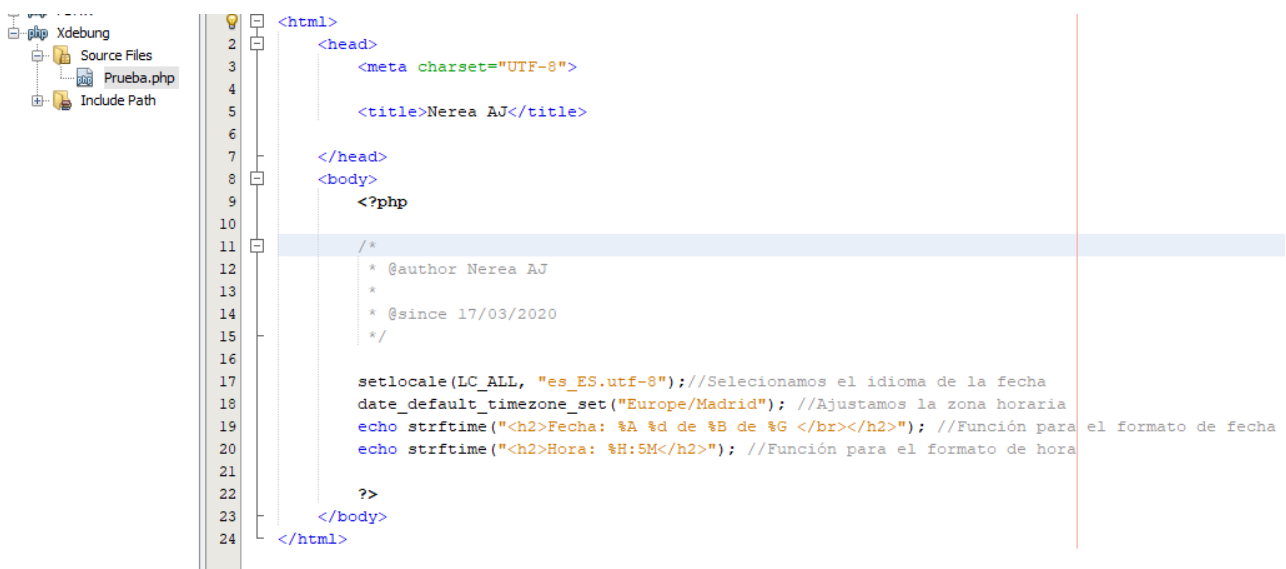 Xdebung
Source Files
Prueba.php
Include Path
<html>
2 <head>
3 <meta charset="UTF-8">
4
5 <title>Nerea AJ</title>
6
7 </head>
8 <body>
9 <?php
10
11 /*
12 * @author Nerea AJ
13 *
14 * @since 17/03/2020
15 */
16
17 setlocale(LC_ALL, "es_ES.utf-8");//Selecionamos el idioma de la fecha
18 date_default_timezone_set("Europe/Madrid"); //Ajustamos la zona horaria
19 echo strftime("<h2>Fecha: %A %d de %B de %G </br></h2>"); //Función para el formato de fecha
20 echo strftime("<h2>Hora: %H:5M</h2>"); //Función para el formato de hora
21
22 ?>
23 </body>
24 </html>